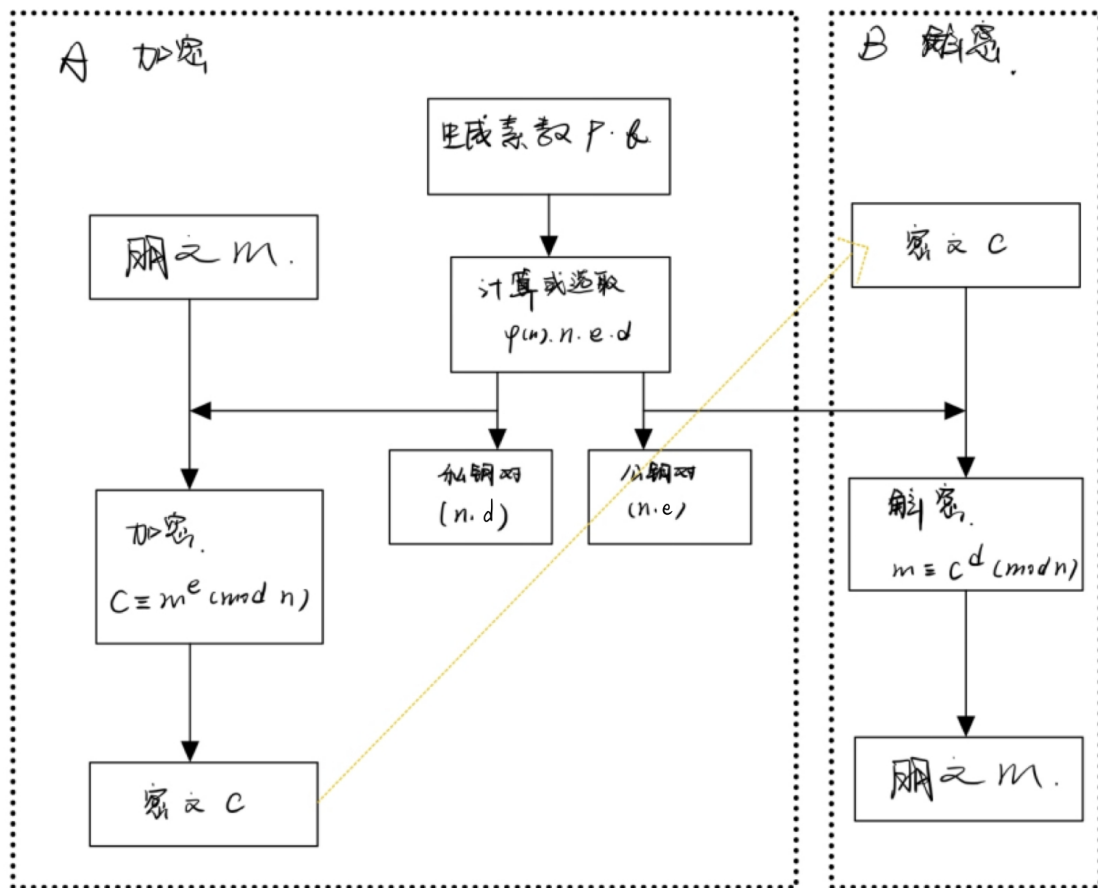 A 加密
B 解密.
生成素数 P.Q.
明文 m.
密文 C
计算或选取
φ(n).n.e.d
私钥对
(n.d)
公钥对
(n.e)
加密.
C≡m^e (mod n)
解密.
m≡C^d (mod n)
密文 C
明文 m.